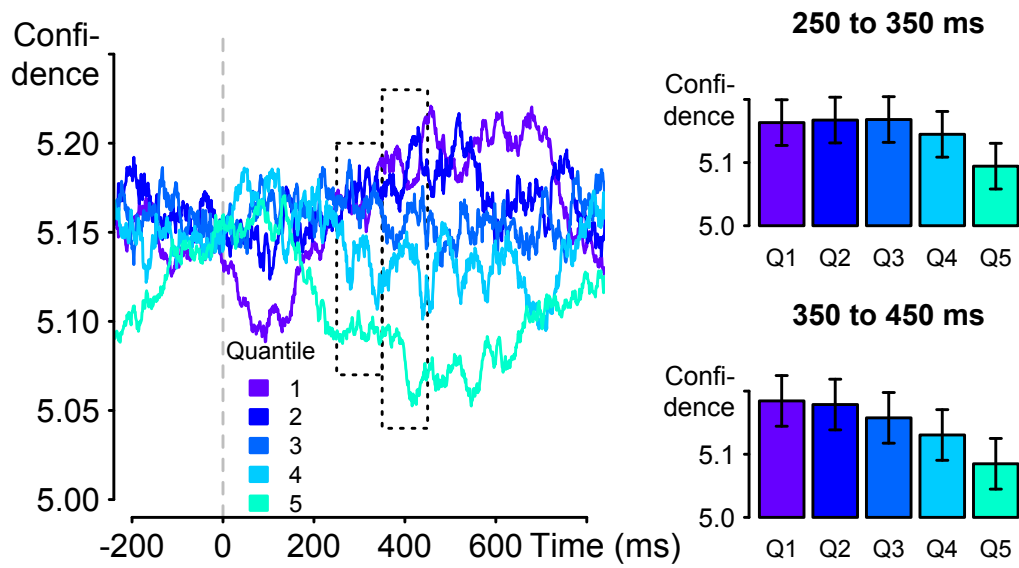 Confi-
dence
5.20
5.15
5.10
5.05
5.00
-200 0 200 400 600 Time (ms)
Quantile
1
2
3
4
5
250 to 350 ms
Confi-
dence
5.1
5.0
Q1 Q2 Q3 Q4 Q5
350 to 450 ms
Confi-
dence
5.1
5.0
Q1 Q2 Q3 Q4 Q5